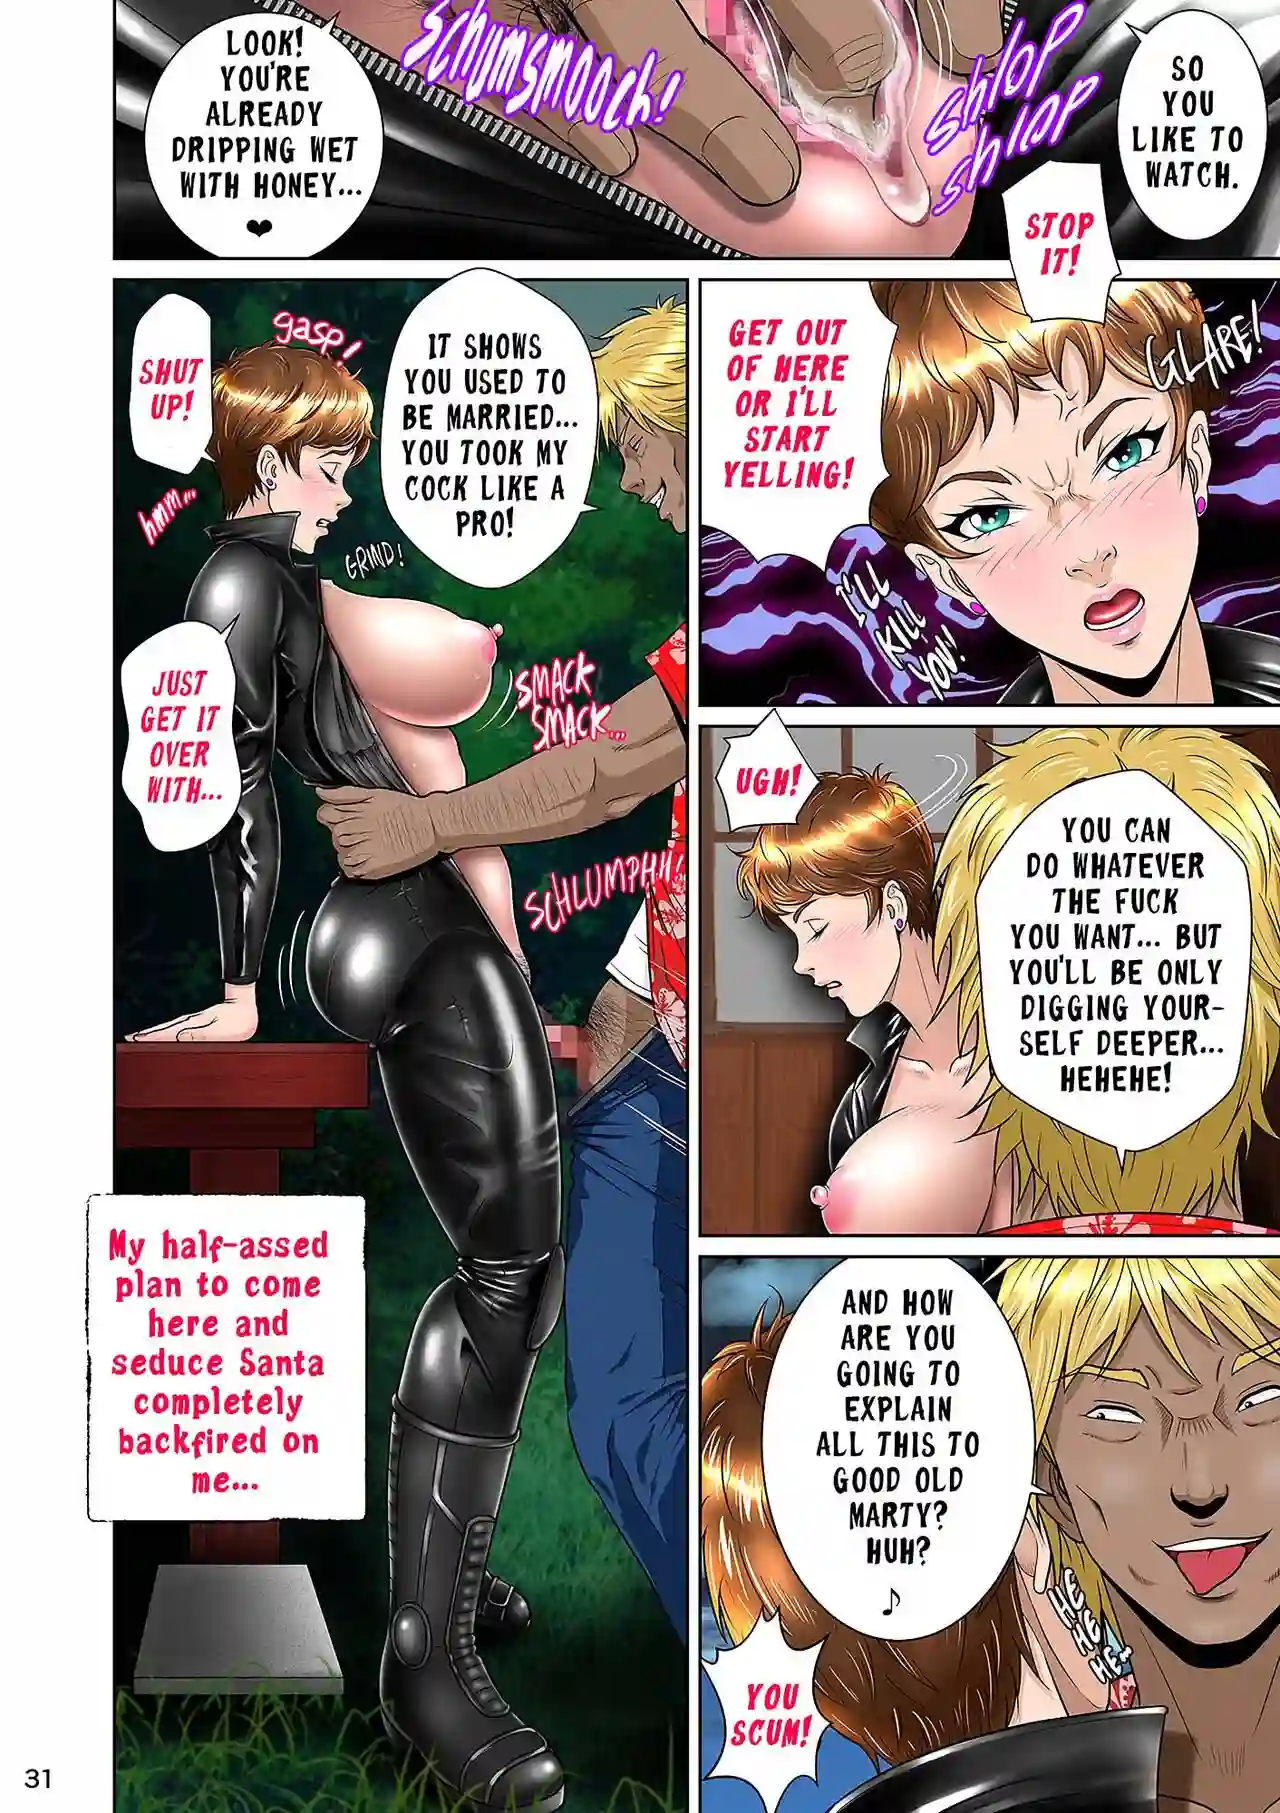 LOOK!
YOU'RE
ALREADY
DRIPPING WET
WITH HONEY...
❤
Schumsmooch!
shlop
shlop
SO
YOU
LIKE TO
WATCH.
SHUT
UP!
gasp!
hmm...
IT SHOWS
YOU USED TO
BE MARRIED...
YOU TOOK MY
COCK LIKE A
PRO!
GRIND!
SMACK
SMACK...
JUST
GET IT
OVER
WITH...
SCHLUMPHH!
My half-assed
plan to come
here and
seduce Santa
completely
backfired on
me...
STOP
IT!
GET OUT
OF HERE
OR I'LL
START
YELLING!
GLARE!
I'LL
KILL
YOU!
UGH!
YOU CAN
DO WHATEVER
THE FUCK
YOU WANT... BUT
YOU'LL BE ONLY
DIGGING YOUR-
SELF DEEPER...
HEHEHE!
AND HOW
ARE YOU
GOING TO
EXPLAIN
ALL THIS TO
GOOD OLD
MARTY?
HUH?
♪
HE
HE
HE...
YOU
SCUM!
31